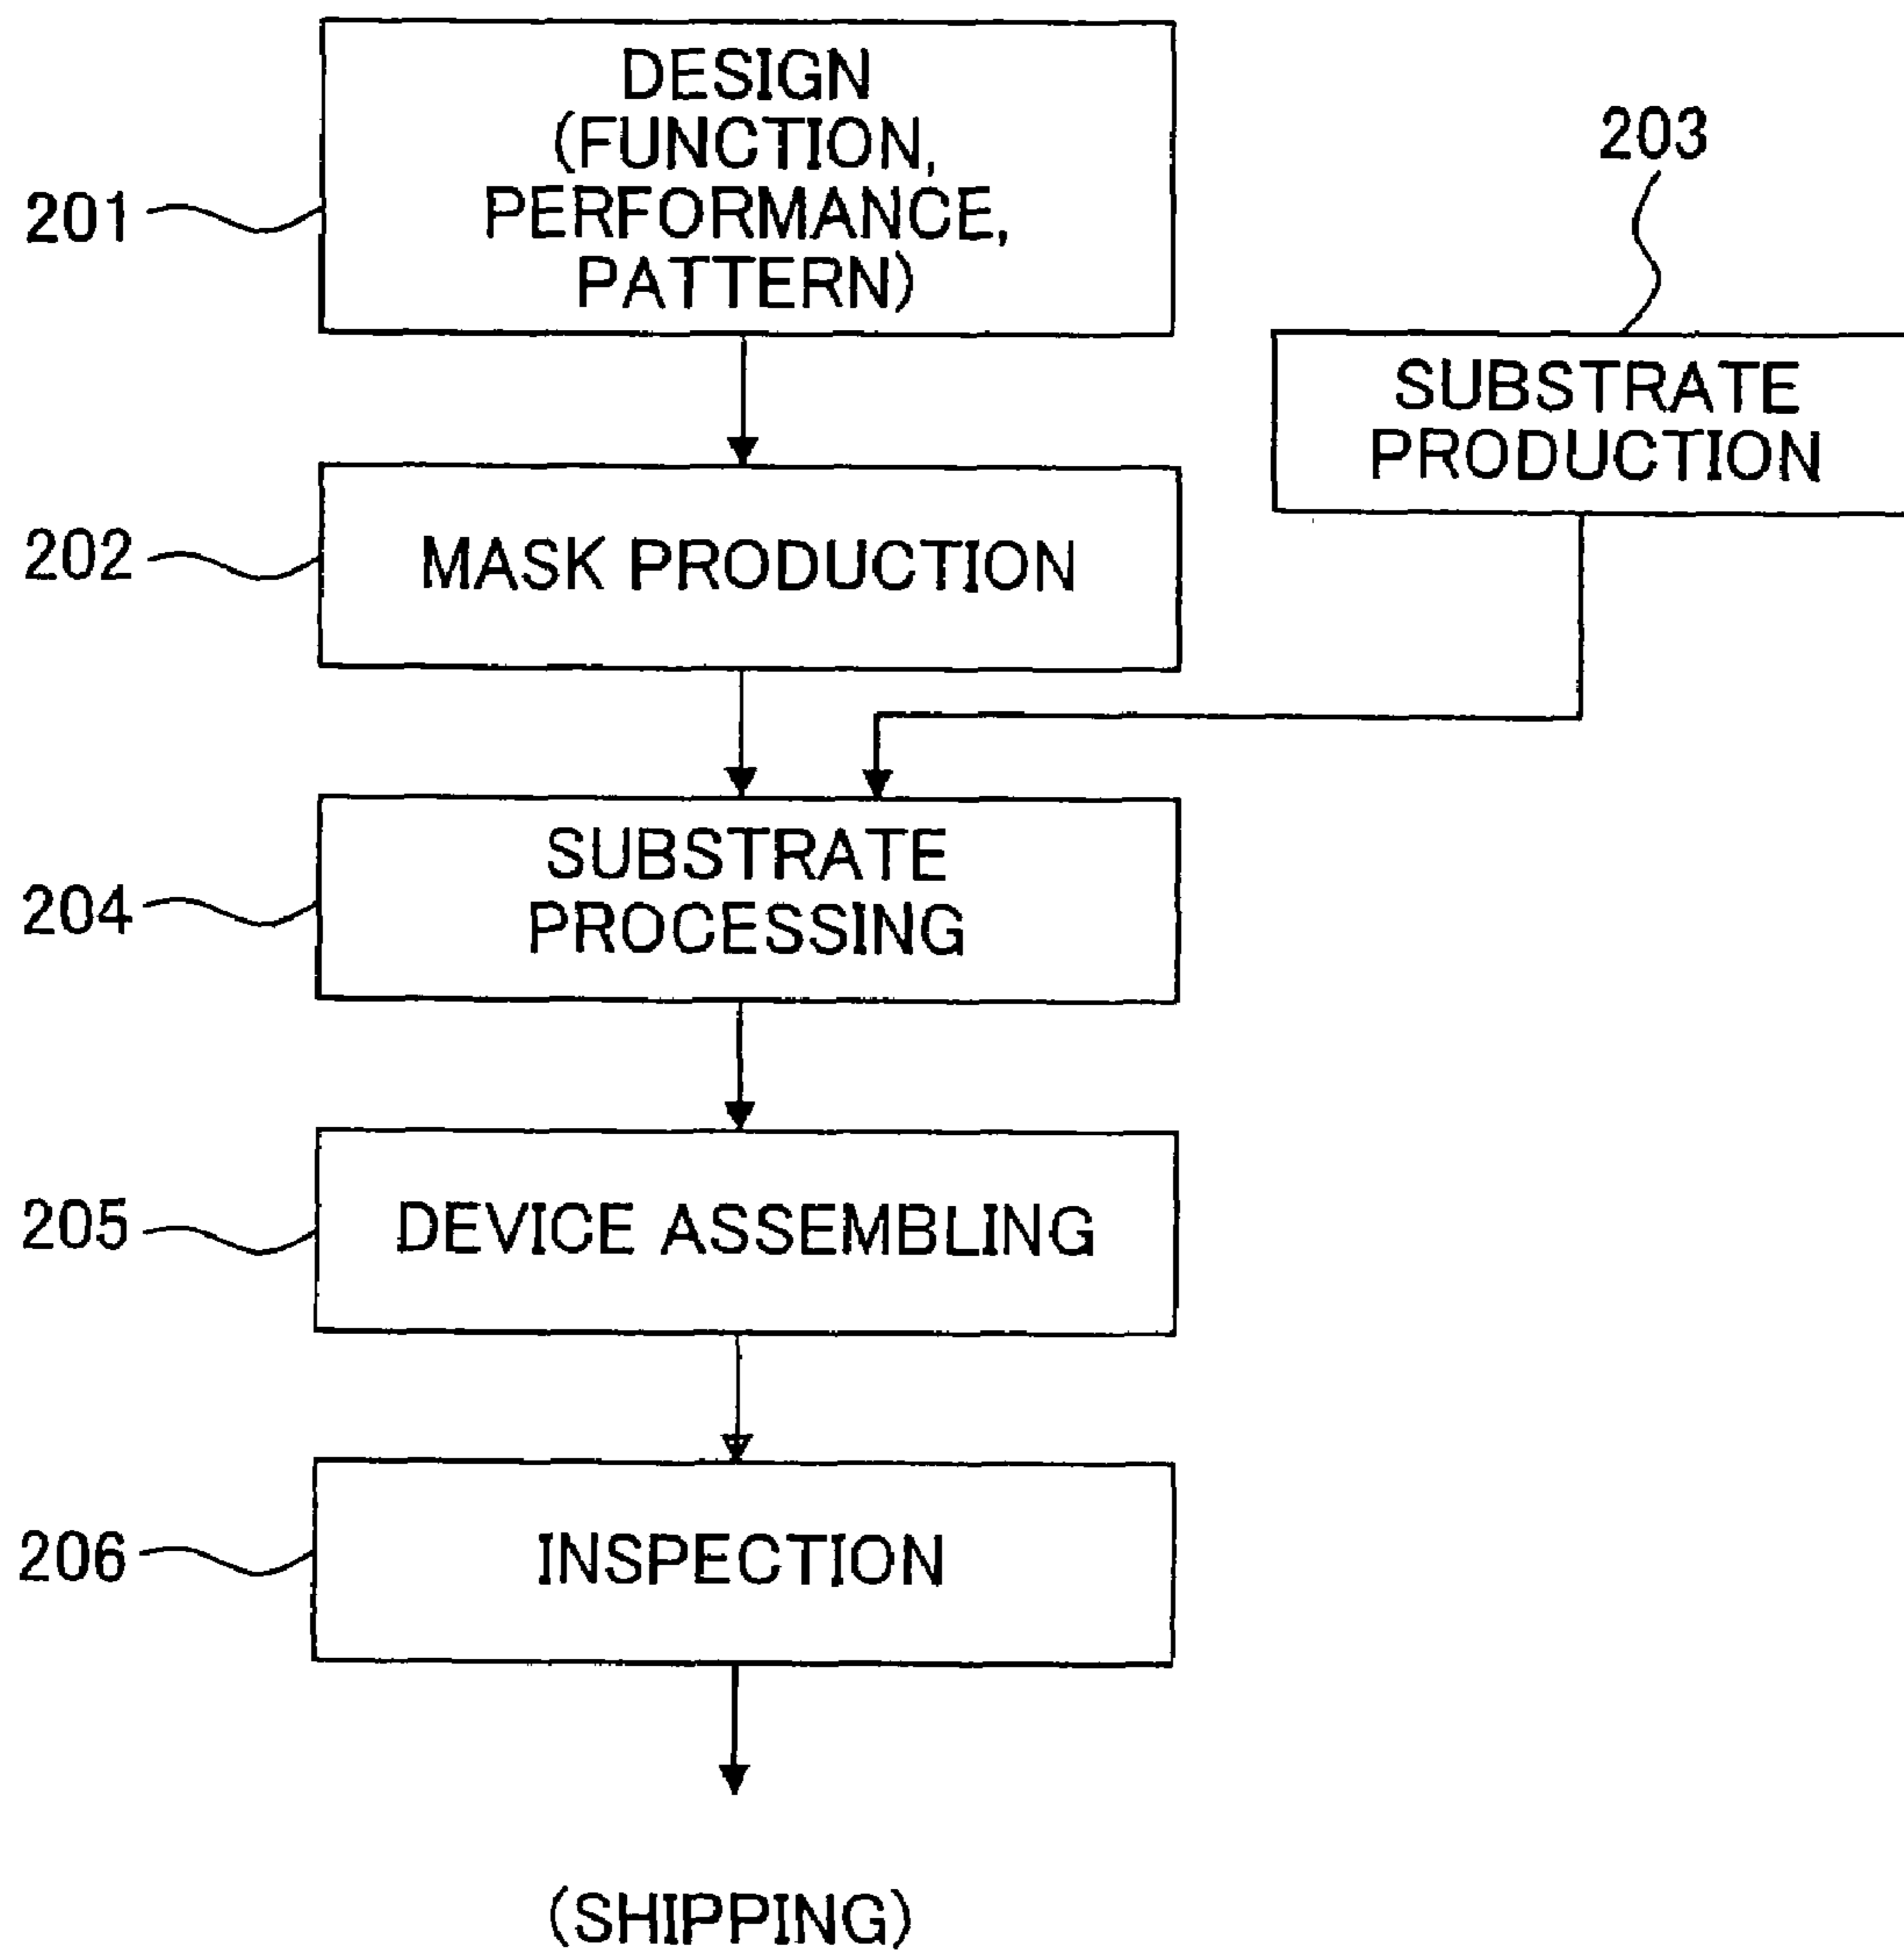 DESIGN
(FUNCTION,
PERFORMANCE,
PATTERN)
201
203
SUBSTRATE
PRODUCTION
202
MASK PRODUCTION
204
SUBSTRATE
PROCESSING
205
DEVICE ASSEMBLING
206
INSPECTION
(SHIPPING)